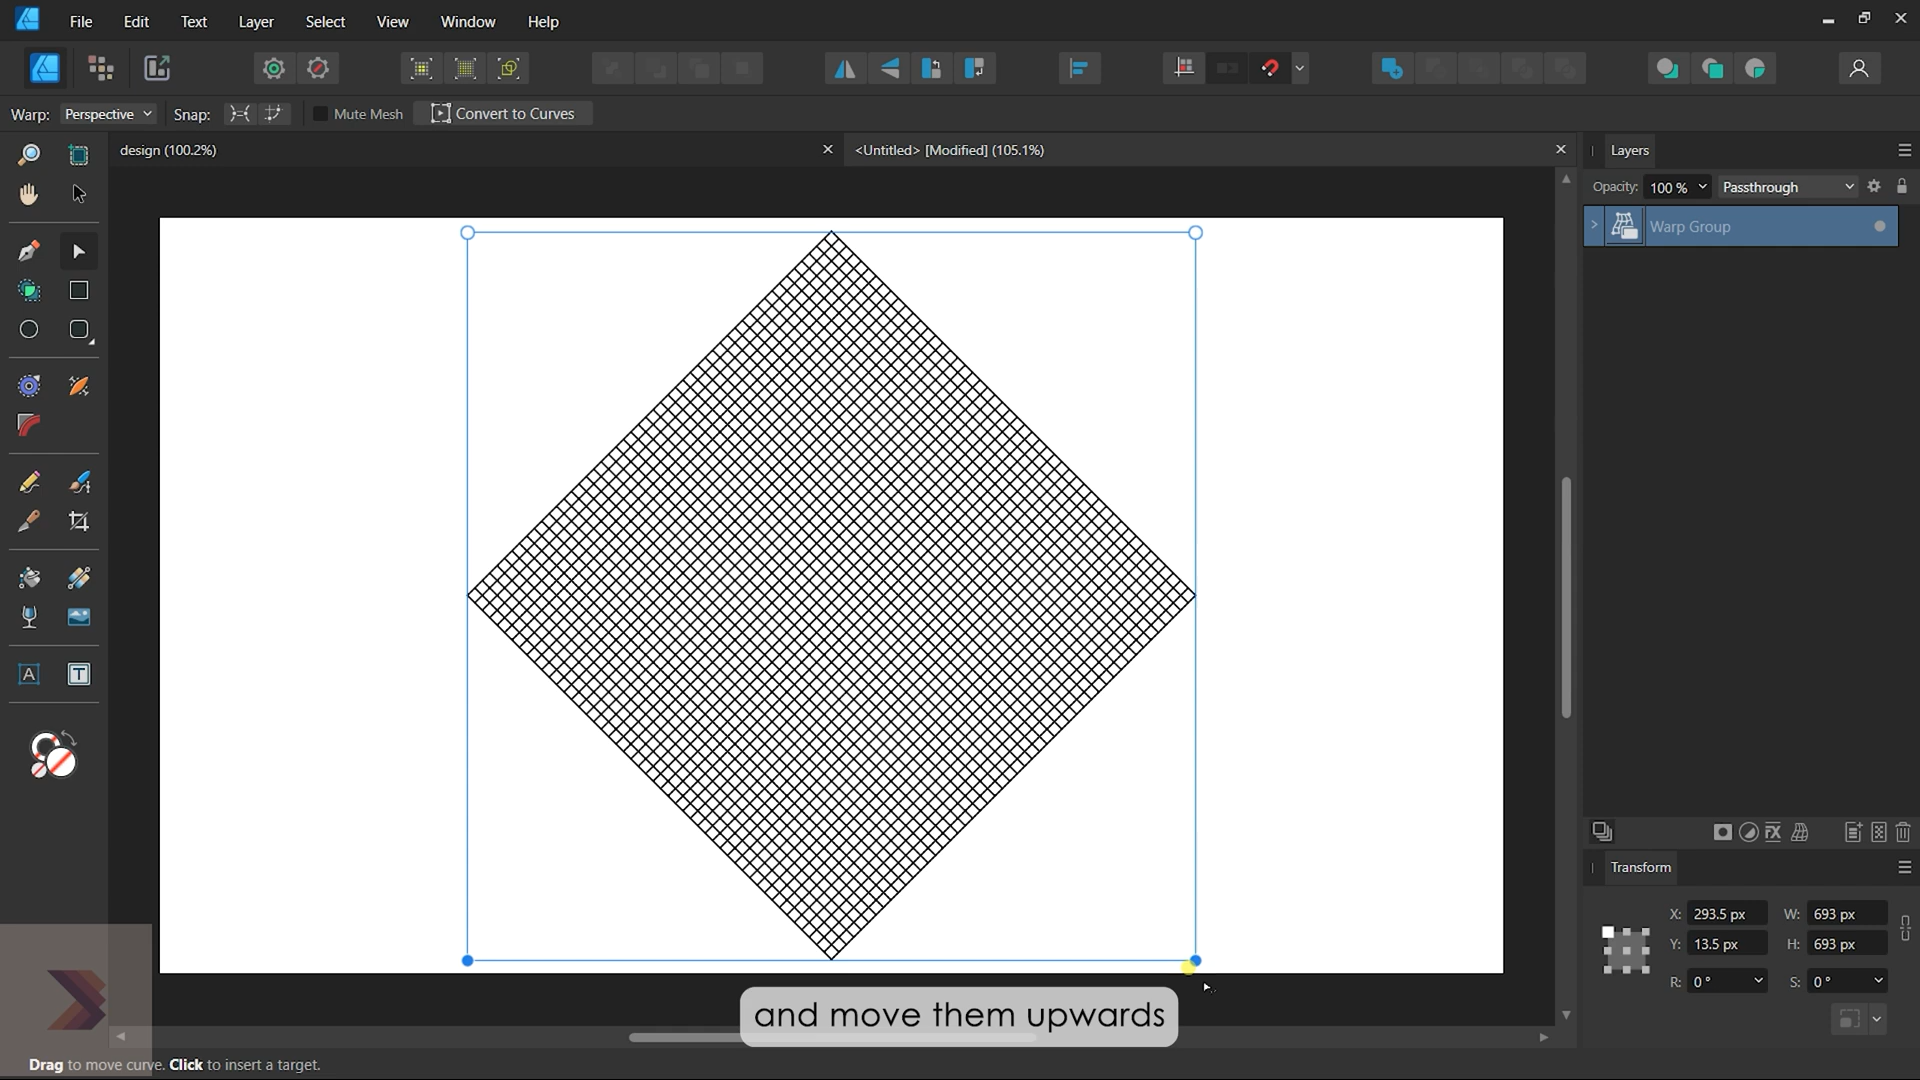 File Edit Text Layer Select View Window Help
Warp: Perspective Snap: Mute Mesh Convert to Curves
design (100.2%)
<Untitled> [Modified] (105.1%)
Layers
Opacity: 100 % Passthrough
Warp Group
Transform
X: 293.5 px W: 693 px
Y: 13.5 px H: 693 px
R: 0 ° S: 0 °
and move them upwards
Drag to move curve. Click to insert a target.